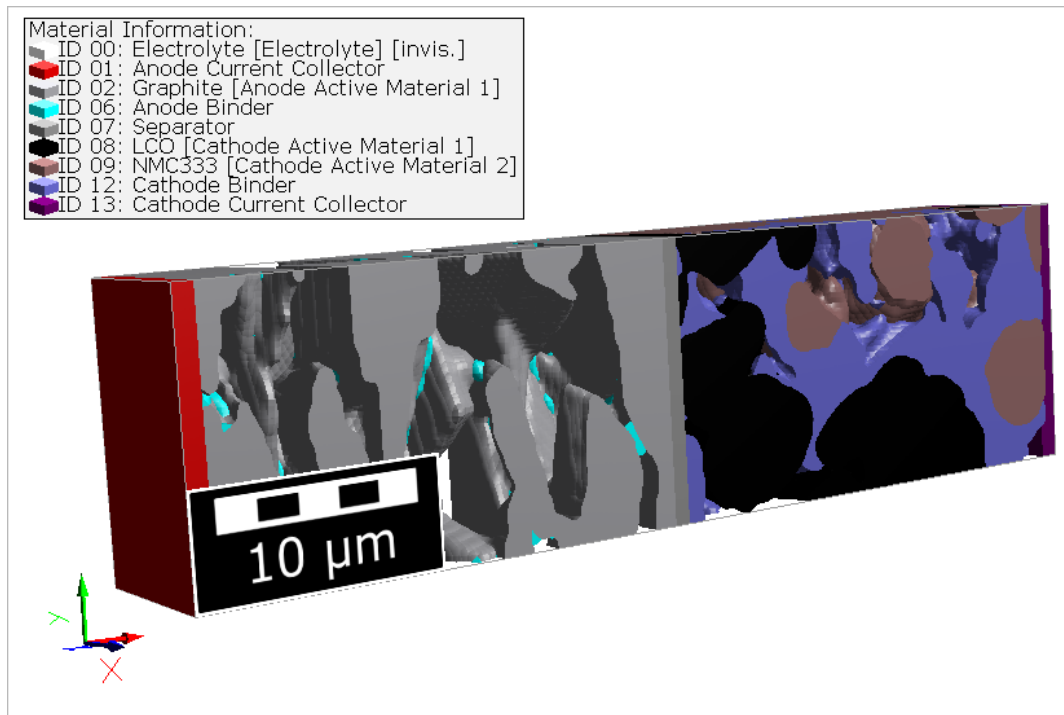 Material Information:
ID 00: Electrolyte [Electrolyte] [invis.]
ID 01: Anode Current Collector
ID 02: Graphite [Anode Active Material 1]
ID 06: Anode Binder
ID 07: Separator
ID 08: LCO [Cathode Active Material 1]
ID 09: NMC333 [Cathode Active Material 2]
ID 12: Cathode Binder
ID 13: Cathode Current Collector
10 µm
Y
X